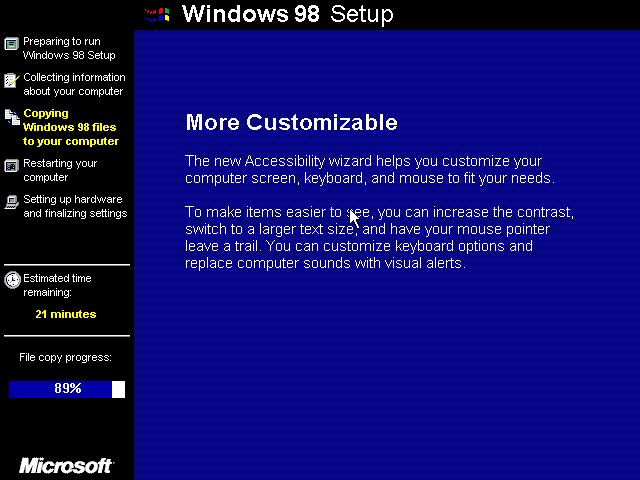 Windows 98 Setup
Preparing to run
Windows 98 Setup
Collecting information
about your computer
Copying
Windows 98 files
to your computer
Restarting your
computer
Setting up hardware
and finalizing settings
Estimated time
remaining:
21 minutes
File copy progress:
89%
Microsoft
More Customizable
The new Accessibility wizard helps you customize your
computer screen, keyboard, and mouse to fit your needs.
To make items easier to see, you can increase the contrast,
switch to a larger text size, and have your mouse pointer
leave a trail. You can customize keyboard options and
replace computer sounds with visual alerts.